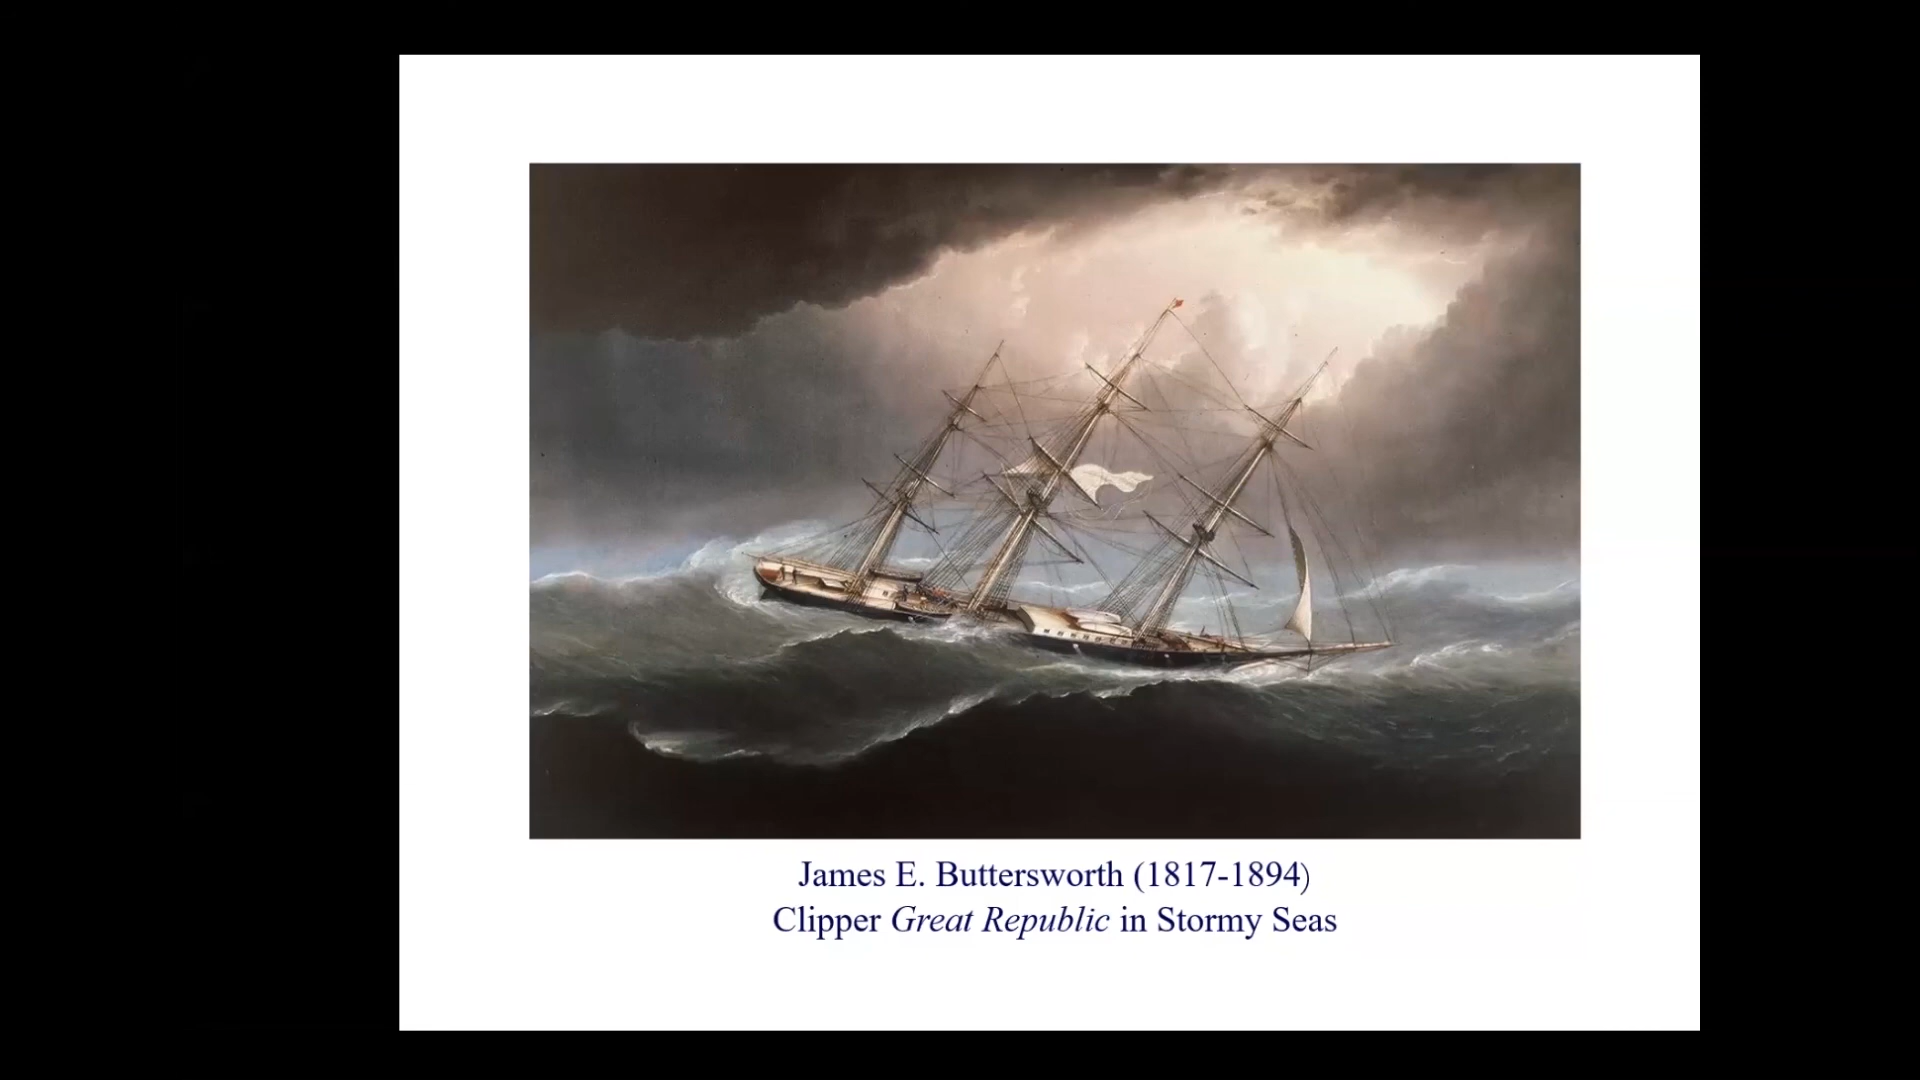 James E. Buttersworth (1817-1894)
Clipper Great Republic in Stormy Seas